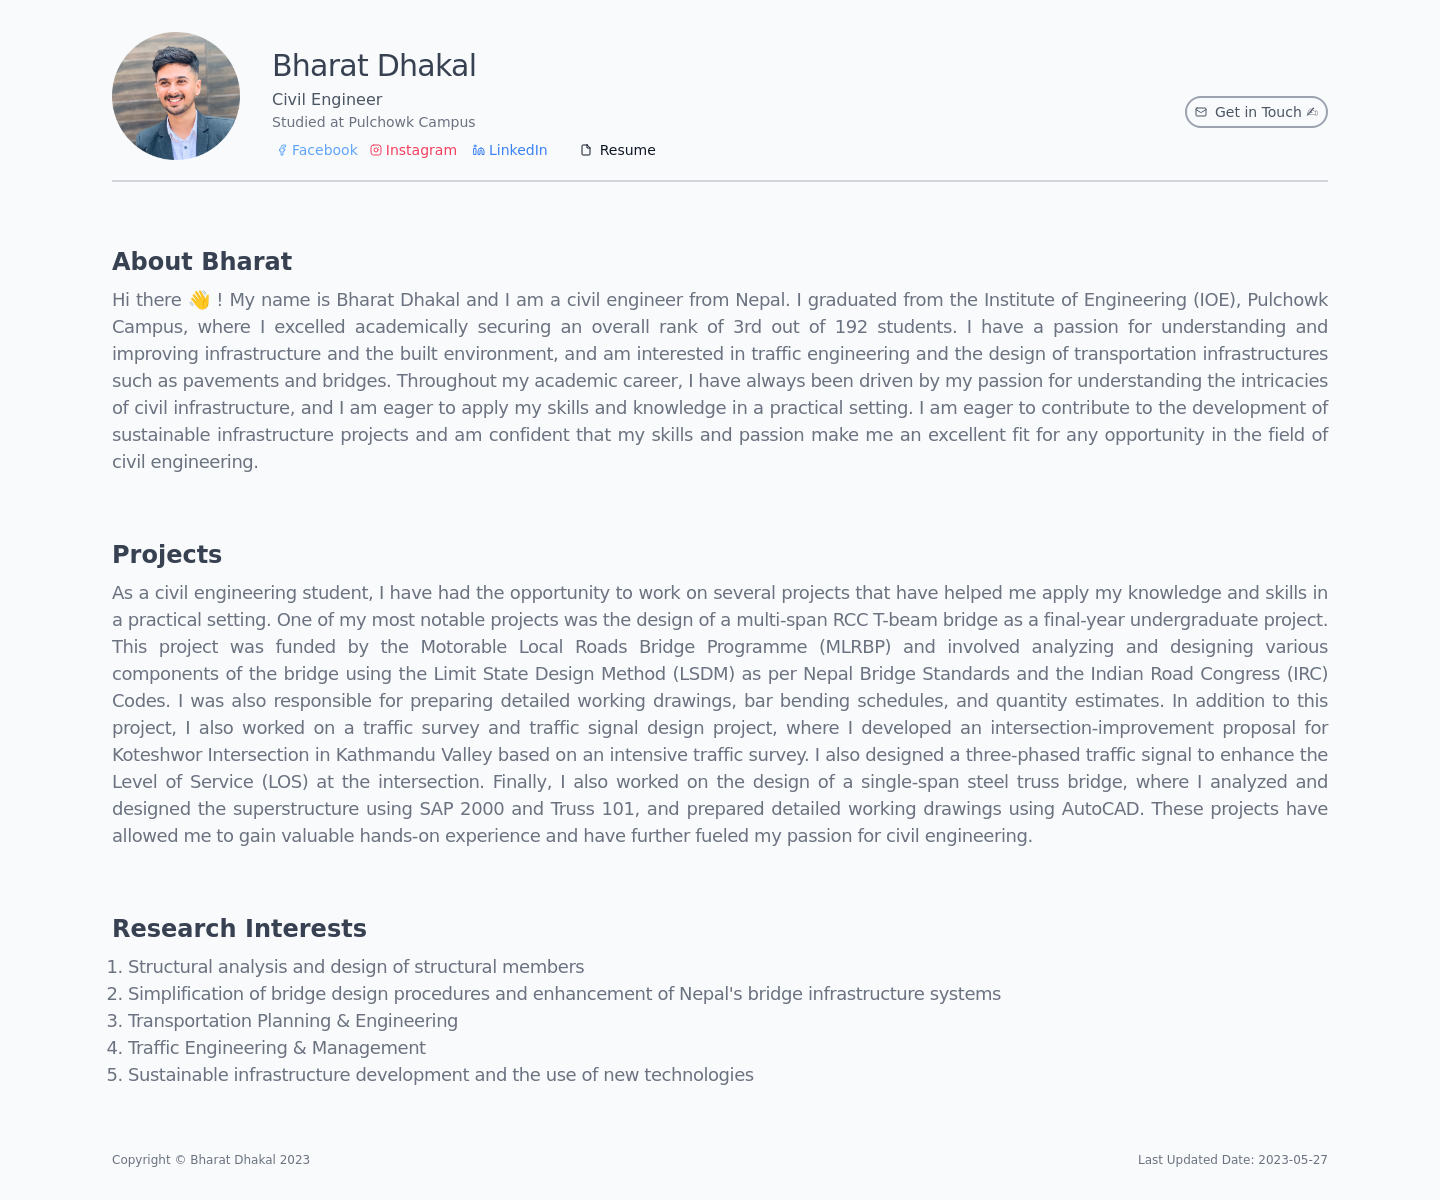 Bharat Dhakal
Civil Engineer
Studied at Pulchowk Campus
Facebook Instagram LinkedIn Resume
Get in Touch ✍
About Bharat
Hi there 👋 ! My name is Bharat Dhakal and I am a civil engineer from Nepal. I graduated from the Institute of Engineering (IOE), Pulchowk
Campus, where I excelled academically securing an overall rank of 3rd out of 192 students. I have a passion for understanding and
improving infrastructure and the built environment, and am interested in traffic engineering and the design of transportation infrastructures
such as pavements and bridges. Throughout my academic career, I have always been driven by my passion for understanding the intricacies
of civil infrastructure, and I am eager to apply my skills and knowledge in a practical setting. I am eager to contribute to the development of
sustainable infrastructure projects and am confident that my skills and passion make me an excellent fit for any opportunity in the field of
civil engineering.
Projects
As a civil engineering student, I have had the opportunity to work on several projects that have helped me apply my knowledge and skills in
a practical setting. One of my most notable projects was the design of a multi-span RCC T-beam bridge as a final-year undergraduate project.
This project was funded by the Motorable Local Roads Bridge Programme (MLRBP) and involved analyzing and designing various
components of the bridge using the Limit State Design Method (LSDM) as per Nepal Bridge Standards and the Indian Road Congress (IRC)
Codes. I was also responsible for preparing detailed working drawings, bar bending schedules, and quantity estimates. In addition to this
project, I also worked on a traffic survey and traffic signal design project, where I developed an intersection-improvement proposal for
Koteshwor Intersection in Kathmandu Valley based on an intensive traffic survey. I also designed a three-phased traffic signal to enhance the
Level of Service (LOS) at the intersection. Finally, I also worked on the design of a single-span steel truss bridge, where I analyzed and
designed the superstructure using SAP 2000 and Truss 101, and prepared detailed working drawings using AutoCAD. These projects have
allowed me to gain valuable hands-on experience and have further fueled my passion for civil engineering.
Research Interests
1. Structural analysis and design of structural members
2. Simplification of bridge design procedures and enhancement of Nepal's bridge infrastructure systems
3. Transportation Planning & Engineering
4. Traffic Engineering & Management
5. Sustainable infrastructure development and the use of new technologies
Copyright © Bharat Dhakal 2023
Last Updated Date: 2023-05-27